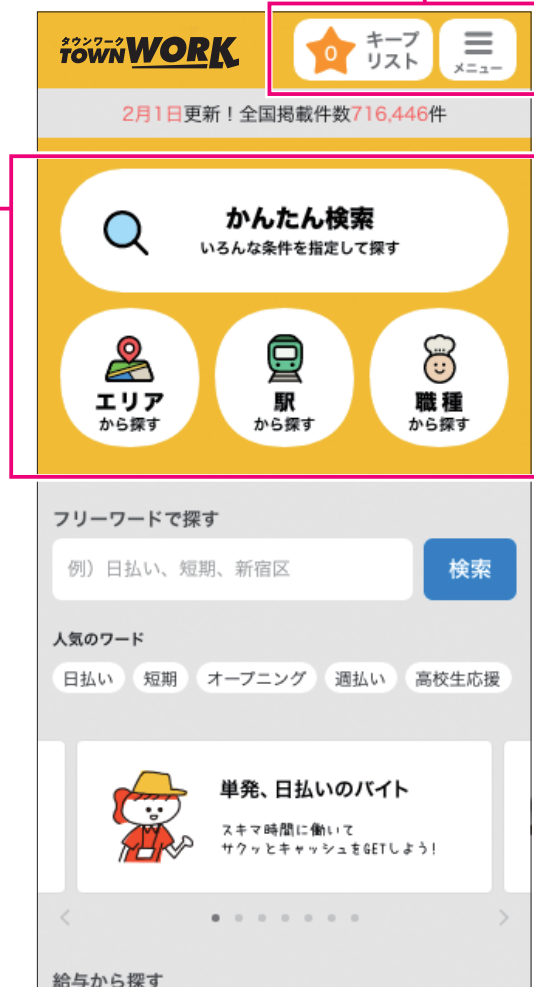 タウンワーク
TOWNWORK
0
キープ
リスト
メニュー
2月1日更新！全国掲載件数716,446件
かんたん検索
いろんな条件を指定して探す
エリア
から探す
駅
から探す
職種
から探す
フリーワードで探す
例）日払い、短期、新宿区
検索
人気のワード
日払い 短期 オープニング 週払い 高校生応援
単発、日払いのバイト
スキマ時間に働いて
サクッとキャッシュをGETしよう!
給与から探す